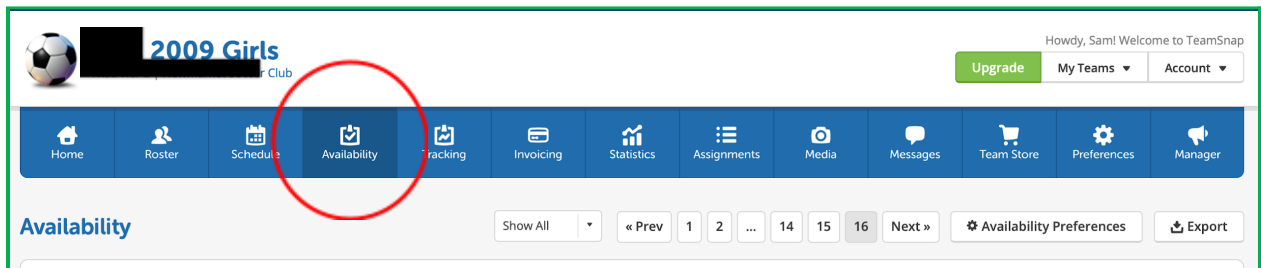 2009 Girls
Club
Howdy, Sam! Welcome to TeamSnap
Upgrade My Teams Account
Home Roster Schedule Availability Tracking Invoicing Statistics Assignments Media Messages Team Store Preferences Manager
Availability
Show All « Prev 1 2 ... 14 15 16 Next » Availability Preferences Export